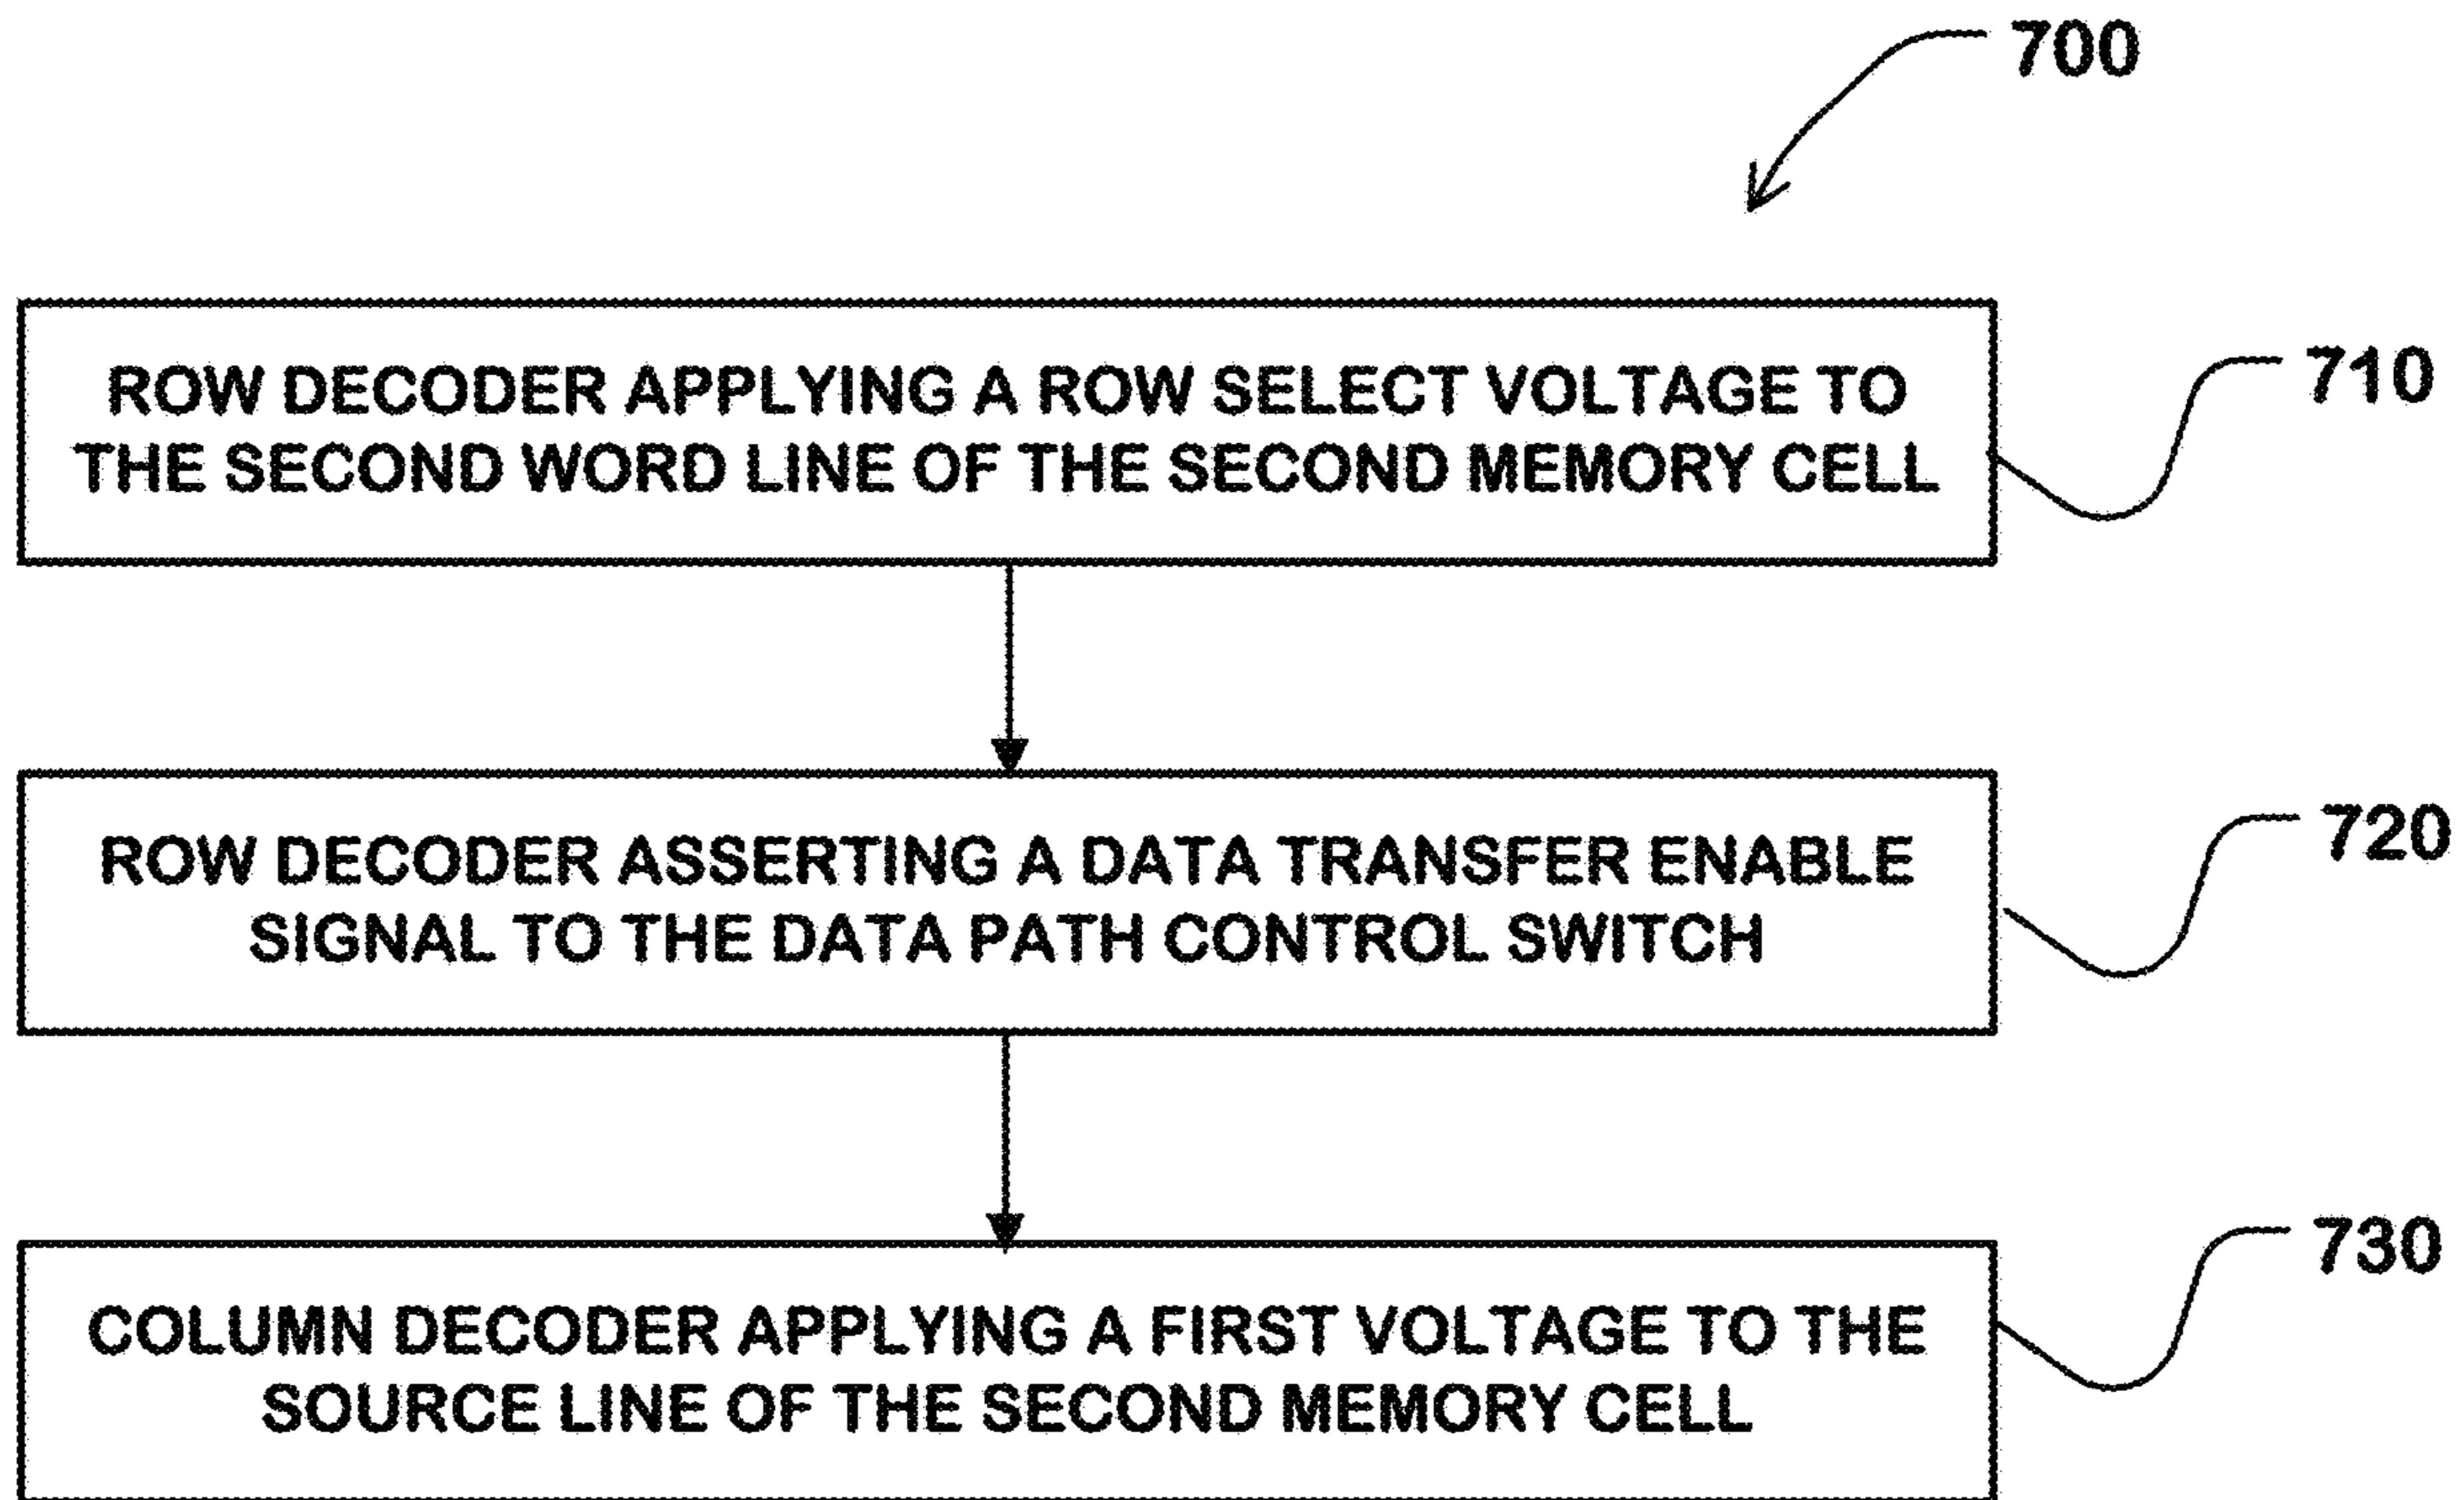 700
ROW DECODER APPLYING A ROW SELECT VOLTAGE TO
THE SECOND WORD LINE OF THE SECOND MEMORY CELL
710
ROW DECODER ASSERTING A DATA TRANSFER ENABLE
SIGNAL TO THE DATA PATH CONTROL SWITCH
720
COLUMN DECODER APPLYING A FIRST VOLTAGE TO THE
SOURCE LINE OF THE SECOND MEMORY CELL
730